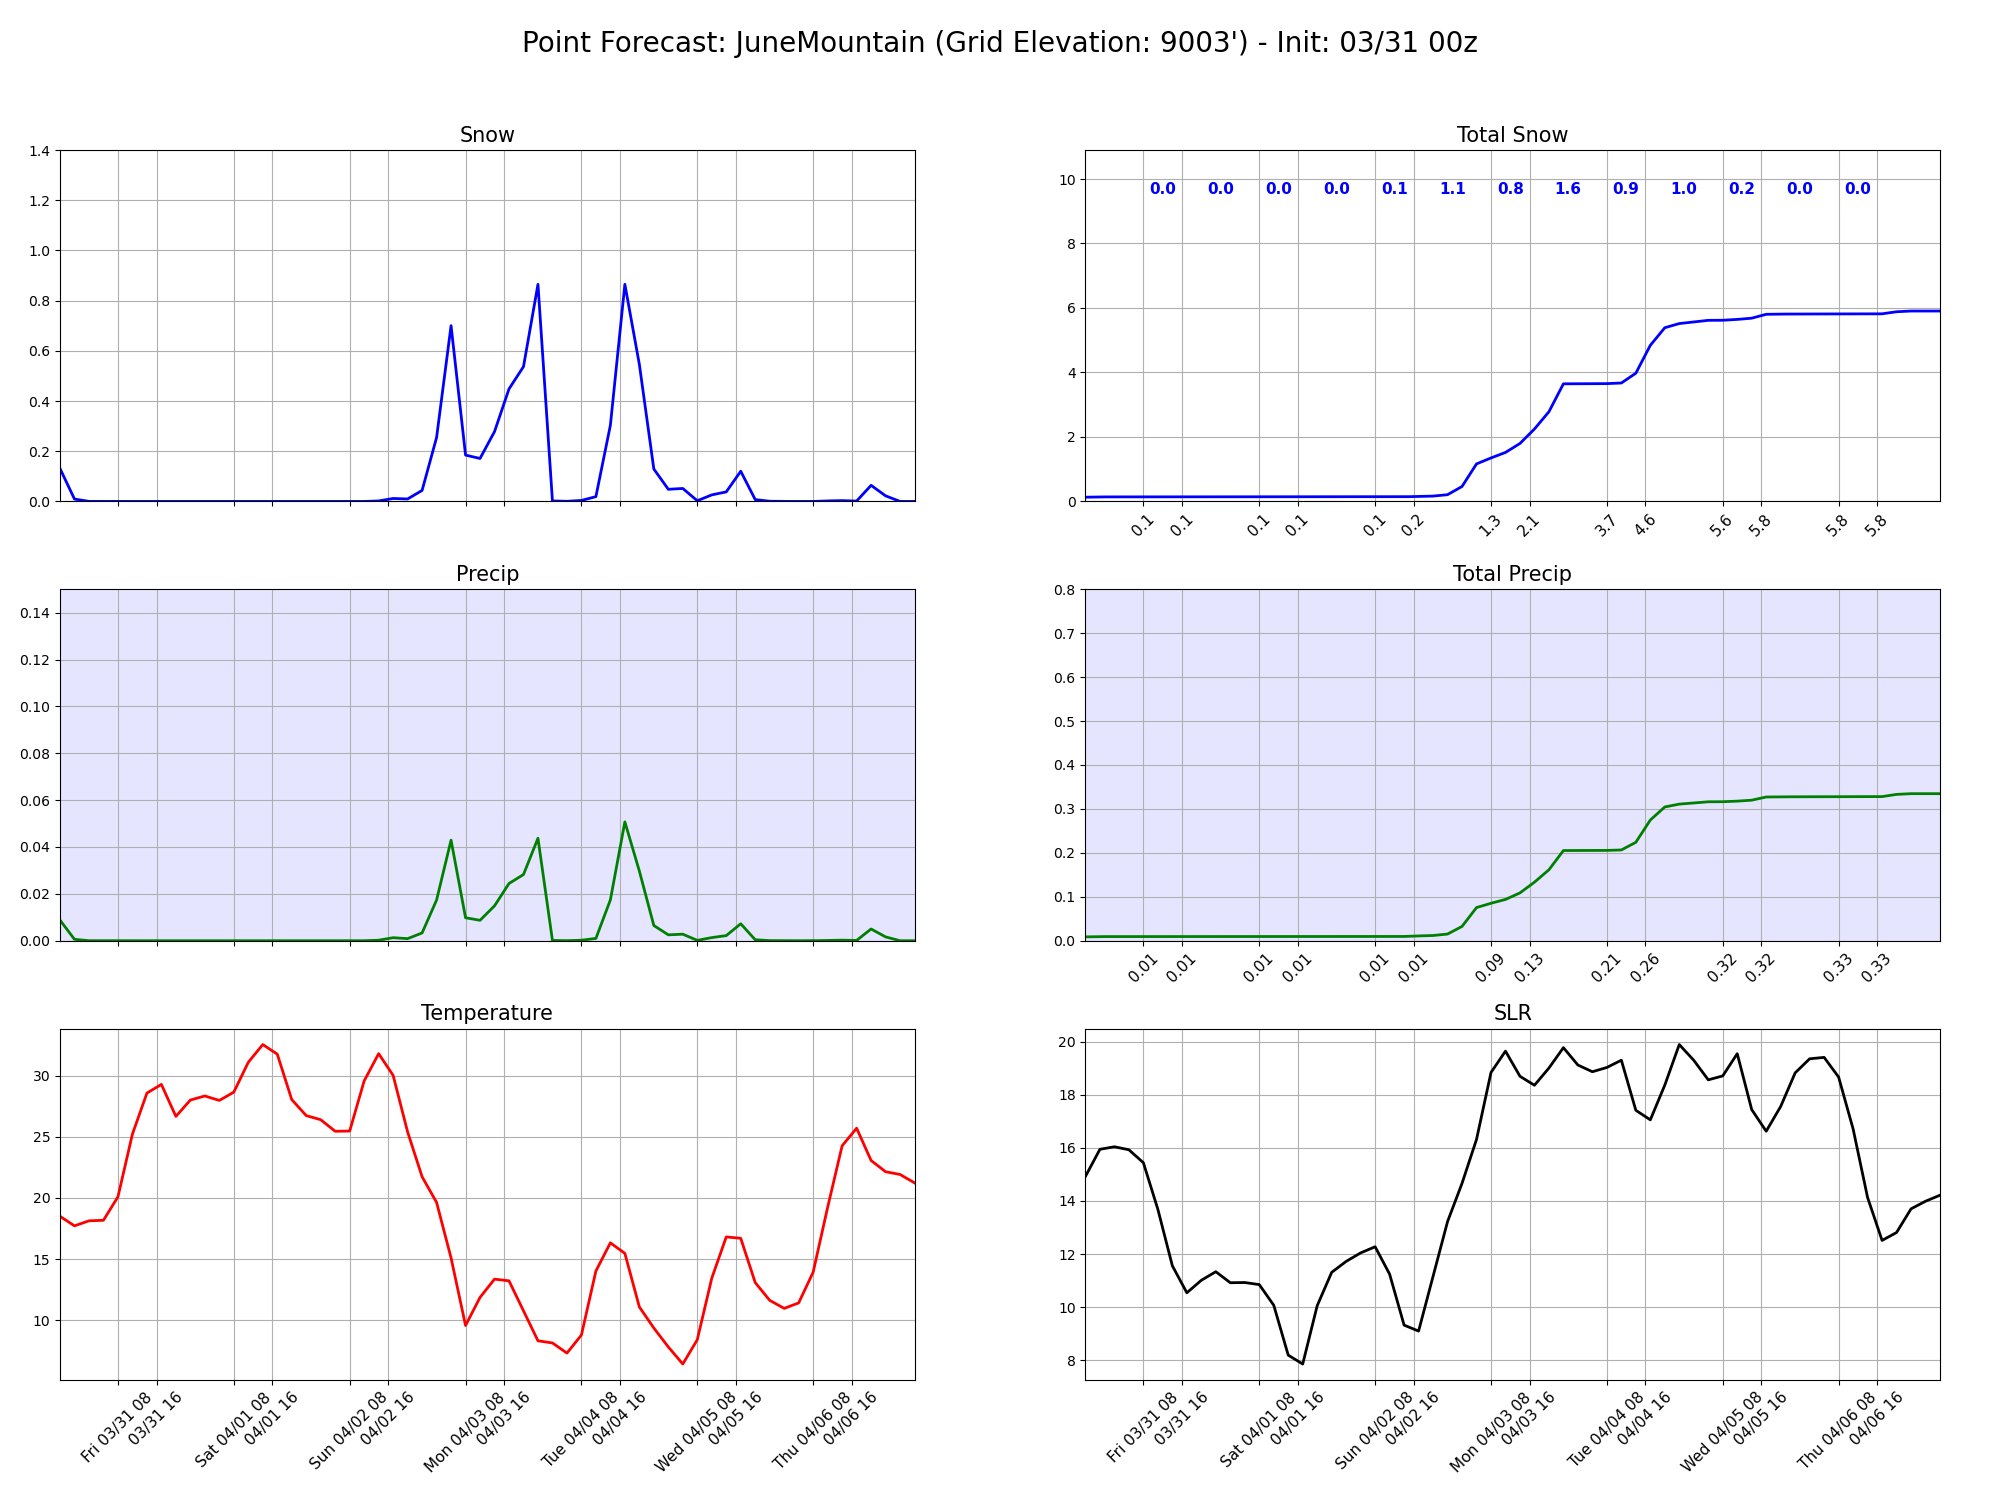 Point Forecast: JuneMountain (Grid Elevation: 9003') - Init: 03/31 00z
Snow
1.4
1.2
1.0
0.8
0.6
0.4
0.2
0.0
Total Snow
10
8
6
4
2
0
0.0 0.0 0.0 0.0 0.1 1.1 0.8 1.6 0.9 1.0 0.2 0.0 0.0
0.1 0.1 0.1 0.1 0.1 0.2 1.3 2.1 3.7 4.6 5.6 5.8 5.8 5.8
Precip
0.14
0.12
0.10
0.08
0.06
0.04
0.02
0.00
Total Precip
0.8
0.7
0.6
0.5
0.4
0.3
0.2
0.1
0.0
0.01 0.01 0.01 0.01 0.01 0.01 0.09 0.13 0.21 0.26 0.32 0.32 0.33 0.33
Temperature
30
25
20
15
10
Fri 03/31 08
03/31 16
Sat 04/01 08
04/01 16
Sun 04/02 08
04/02 16
Mon 04/03 08
04/03 16
Tue 04/04 08
04/04 16
Wed 04/05 08
04/05 16
Thu 04/06 08
04/06 16
SLR
20
18
16
14
12
10
8
Fri 03/31 08
03/31 16
Sat 04/01 08
04/01 16
Sun 04/02 08
04/02 16
Mon 04/03 08
04/03 16
Tue 04/04 08
04/04 16
Wed 04/05 08
04/05 16
Thu 04/06 08
04/06 16